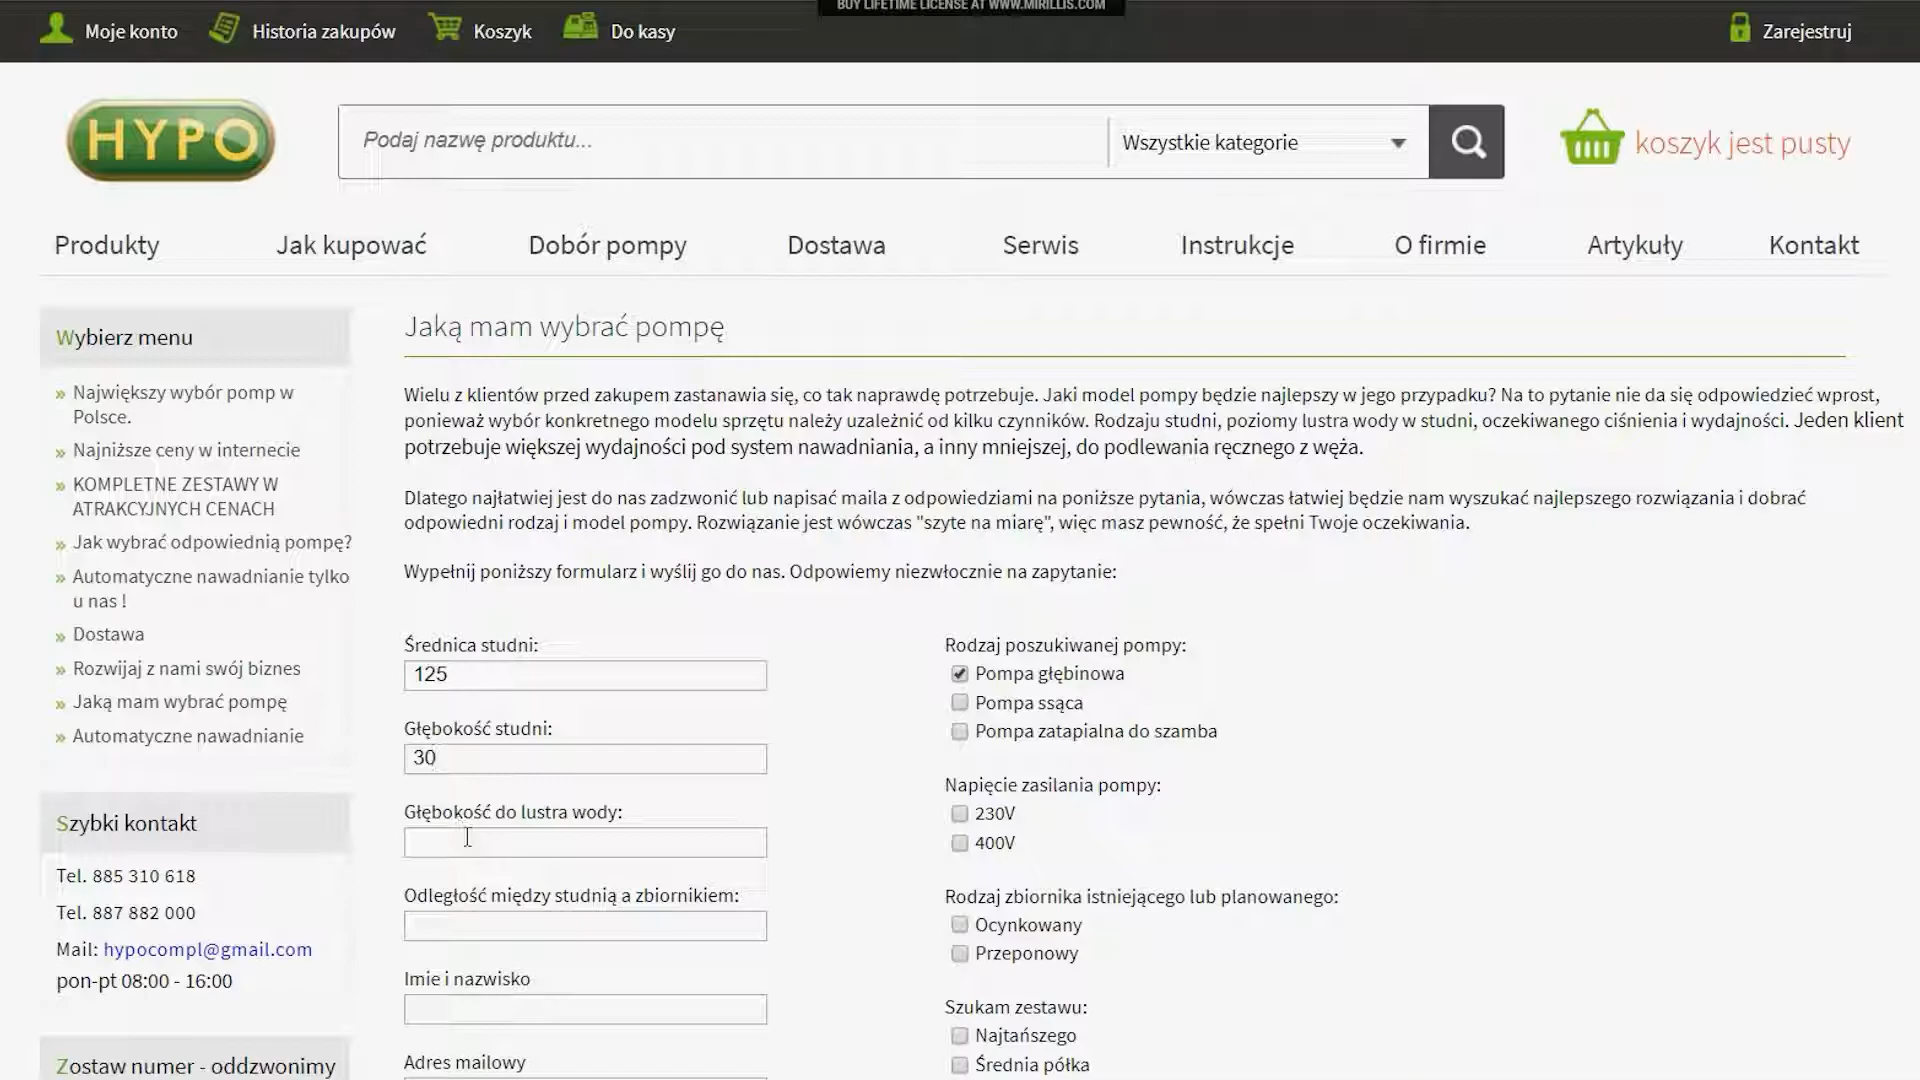 BUY LIFETIME LICENSE AT WWW.MIRILLIS.COM
Moje konto
Historia zakupów
Koszyk
Do kasy
Zarejestruj
HYPO
Podaj nazwę produktu...
Wszystkie kategorie
koszyk jest pusty
Produkty
Jak kupować
Dobór pompy
Dostawa
Serwis
Instrukcje
O firmie
Artykuły
Kontakt
Wybierz menu
» Największy wybór pomp w
Polsce.
» Najniższe ceny w internecie
» KOMPLETNE ZESTAWY W
ATRAKCYJNYCH CENACH
» Jak wybrać odpowiednią pompę?
» Automatyczne nawadnianie tylko
u nas !
» Dostawa
» Rozwijaj z nami swój biznes
» Jaką mam wybrać pompę
» Automatyczne nawadnianie
Szybki kontakt
Tel. 885 310 618
Tel. 887 882 000
Mail: hypocompl@gmail.com
pon-pt 08:00 - 16:00
Zostaw numer - oddzwonimy
Jaką mam wybrać pompę
Wielu z klientów przed zakupem zastanawia się, co tak naprawdę potrzebuje. Jaki model pompy będzie najlepszy w jego przypadku? Na to pytanie nie da się odpowiedzieć wprost,
ponieważ wybór konkretnego modelu sprzętu należy uzależnić od kilku czynników. Rodzaju studni, poziomy lustra wody w studni, oczekiwanego ciśnienia i wydajności. Jeden klient
potrzebuje większej wydajności pod system nawadniania, a inny mniejszej, do podlewania ręcznego z węża.
Dlatego najłatwiej jest do nas zadzwonić lub napisać maila z odpowiedziami na poniższe pytania, wówczas łatwiej będzie nam wyszukać najlepszego rozwiązania i dobrać
odpowiedni rodzaj i model pompy. Rozwiązanie jest wówczas "szyte na miarę", więc masz pewność, że spełni Twoje oczekiwania.
Wypełnij poniższy formularz i wyślij go do nas. Odpowiemy niezwłocznie na zapytanie:
Średnica studni:
125
Głębokość studni:
30
Głębokość do lustra wody:
Odległość między studnią a zbiornikiem:
Imie i nazwisko
Adres mailowy
Rodzaj poszukiwanej pompy:
Pompa głębinowa
Pompa ssąca
Pompa zatapialna do szamba
Napięcie zasilania pompy:
230V
400V
Rodzaj zbiornika istniejącego lub planowanego:
Ocynkowany
Przeponowy
Szukam zestawu:
Najtańszego
Średnia półka